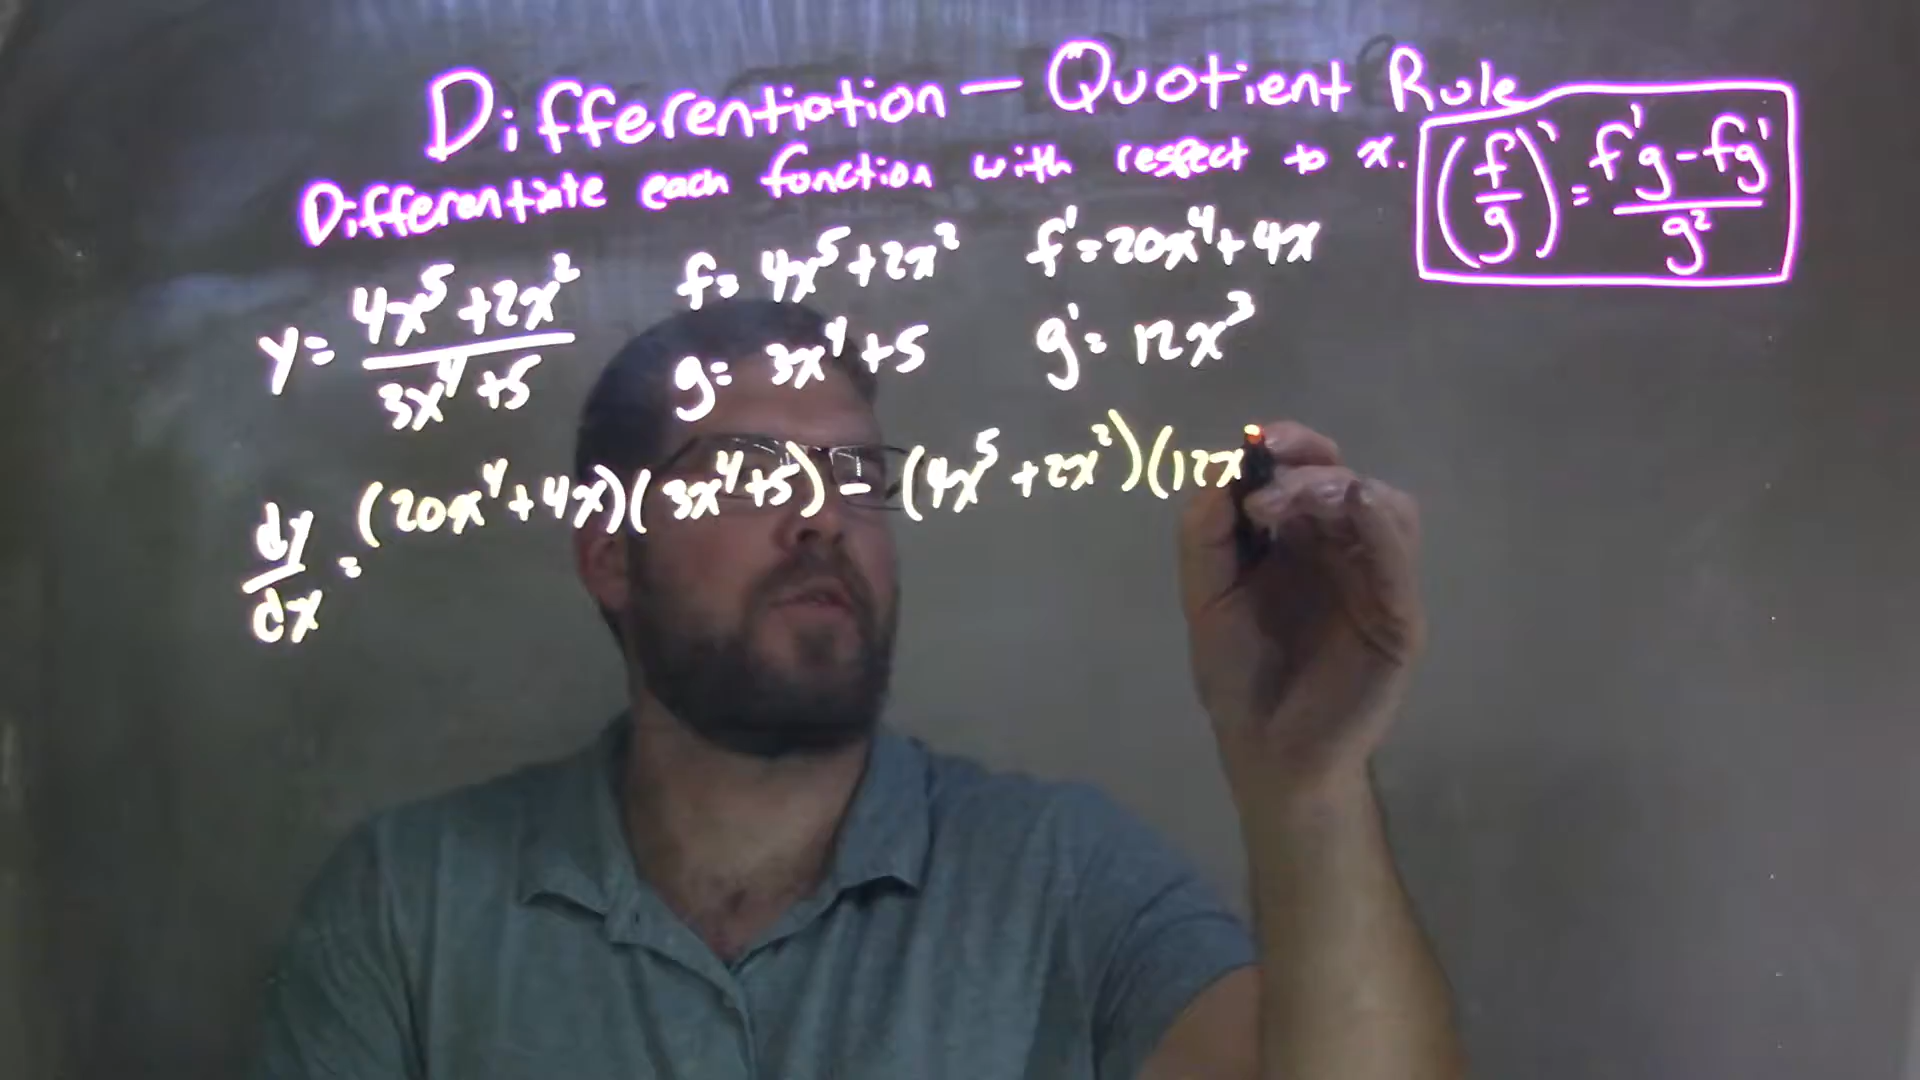 Differentiation — Quotient Rule
Differentiate each function with respect to x.
(f/g)' = (f'g - fg')/g²
y = (4x⁵+2x²)/(3x⁴+5)
f = 4x⁵+2x²
f' = 20x⁴+4x
g = 3x⁴+5
g' = 12x³
dy/dx = (20x⁴+4x)(3x⁴+5) - (4x⁵+2x²)(12x